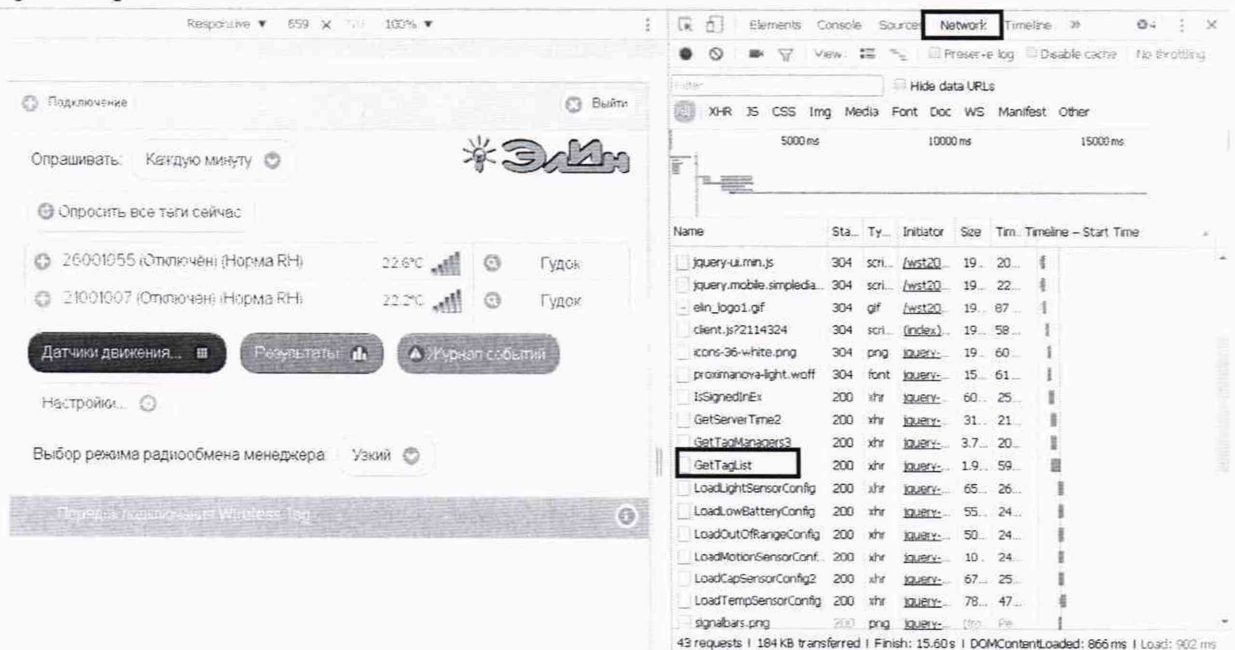 Responsive ▼ 659 × 100% ▼
Подключение
Выйти
Опрашивать: Каждую минуту
ЭлИн
Опросить все теги сейчас
26001055 (Отключен) (Норма RH) 22.6°C Гудок
21001007 (Отключен) (Норма RH) 22.2°C Гудок
Датчики движения...
Результаты
Журнал событий
Настройки...
Выбор режима радиообмена менеджера Узкий
Порядок подключения Wireless Tag
Elements Console Sources Network Timeline » 4
View: Preserve log Disable cache No throttling
Filter Hide data URLs
XHR JS CSS Img Media Font Doc WS Manifest Other
5000 ms 10000 ms 15000 ms
Name Sta... Ty... Initiator Size Tim... Timeline – Start Time
jquery-ui.min.js 304 scri... /wst20... 19... 20...
jquery.mobile.simpledia... 304 scri... /wst20... 19... 22...
elin_logo1.gif 304 gif /wst20... 19... 87...
client.js?2114324 304 scri... (index)... 19... 58...
icons-36-white.png 304 png jquery-... 19... 60...
proximanova-light.woff 304 font jquery-... 15... 61...
IsSignedInEx 200 xhr jquery-... 60... 25...
GetServerTime2 200 xhr jquery-... 31... 21...
GetTagManagers3 200 xhr jquery-... 3.7... 20...
GetTagList 200 xhr jquery-... 1.9... 59...
LoadLightSensorConfig 200 xhr jquery-... 65... 26...
LoadLowBatteryConfig 200 xhr jquery-... 55... 24...
LoadOutOfRangeConfig 200 xhr jquery-... 50... 24...
LoadMotionSensorConf... 200 xhr jquery-... 10... 24...
LoadCapSensorConfig2 200 xhr jquery-... 67... 25...
LoadTempSensorConfig 200 xhr jquery-... 78... 47...
signalbars.png 200 png jquery-...
43 requests | 184 KB transferred | Finish: 15.60 s | DOMContentLoaded: 866 ms | Load: 902 ms